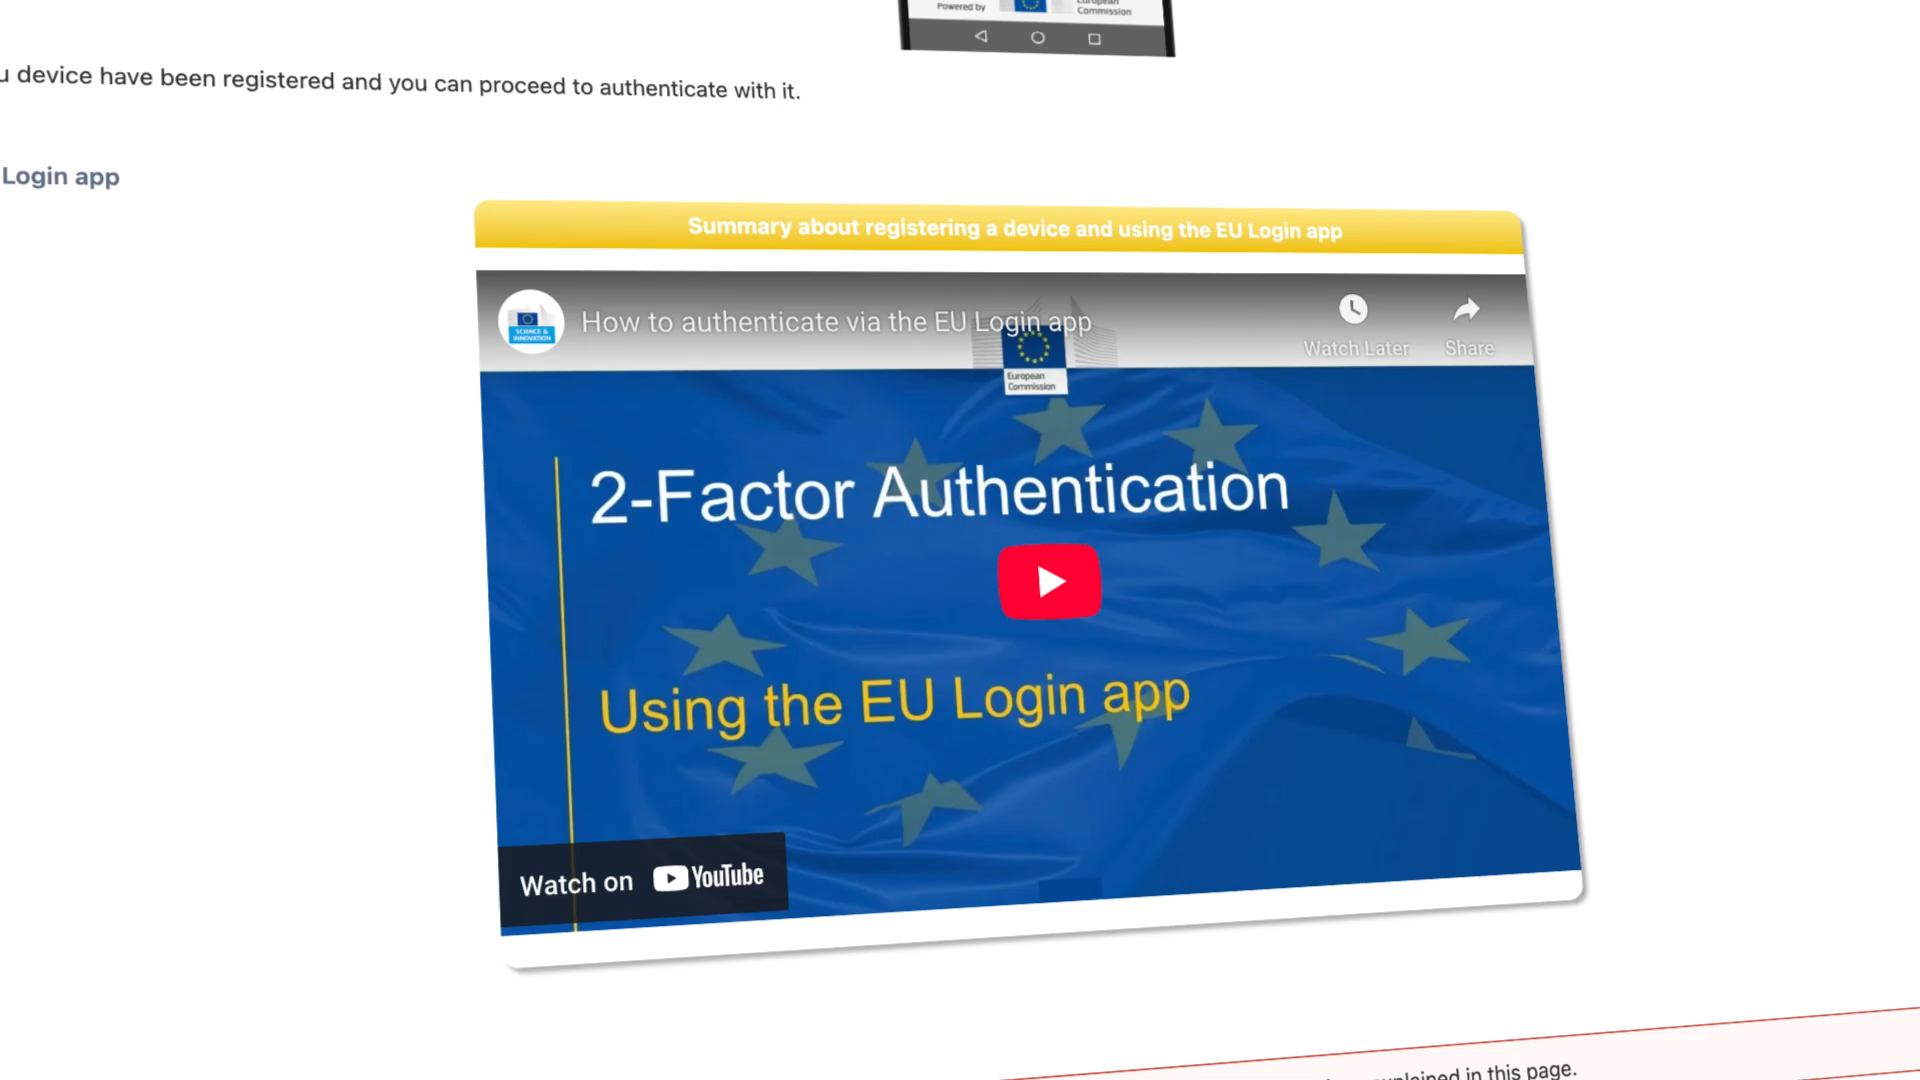 Powered by
European
Commission
device have been registered and you can proceed to authenticate with it.
Login app
Summary about registering a device and using the EU Login app
SCIENCE &
INNOVATION
How to authenticate via the EU Login app
Watch Later
Share
European
Commission
2-Factor Authentication
Using the EU Login app
Watch on YouTube
in this page.